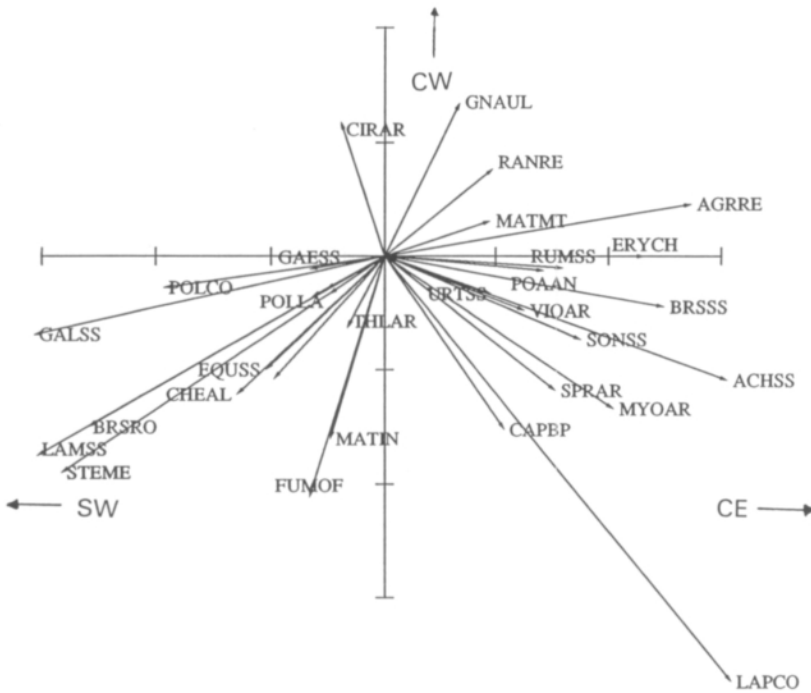 CW
GNAUL
CIRAR
RANRE
AGRRE
MATMT
ERYCH
GAESS
RUMSS
POLCO
POLLA
URTSS
POAAN
VIOAR
BRSSS
THLAR
GALSS
SONSS
EQUSS
CHEAL
ACHSS
SPRAR
MYOAR
BRSRO
CAPBP
MATIN
LAMSS
STEME
FUMOF
SW
CE
LAPCO